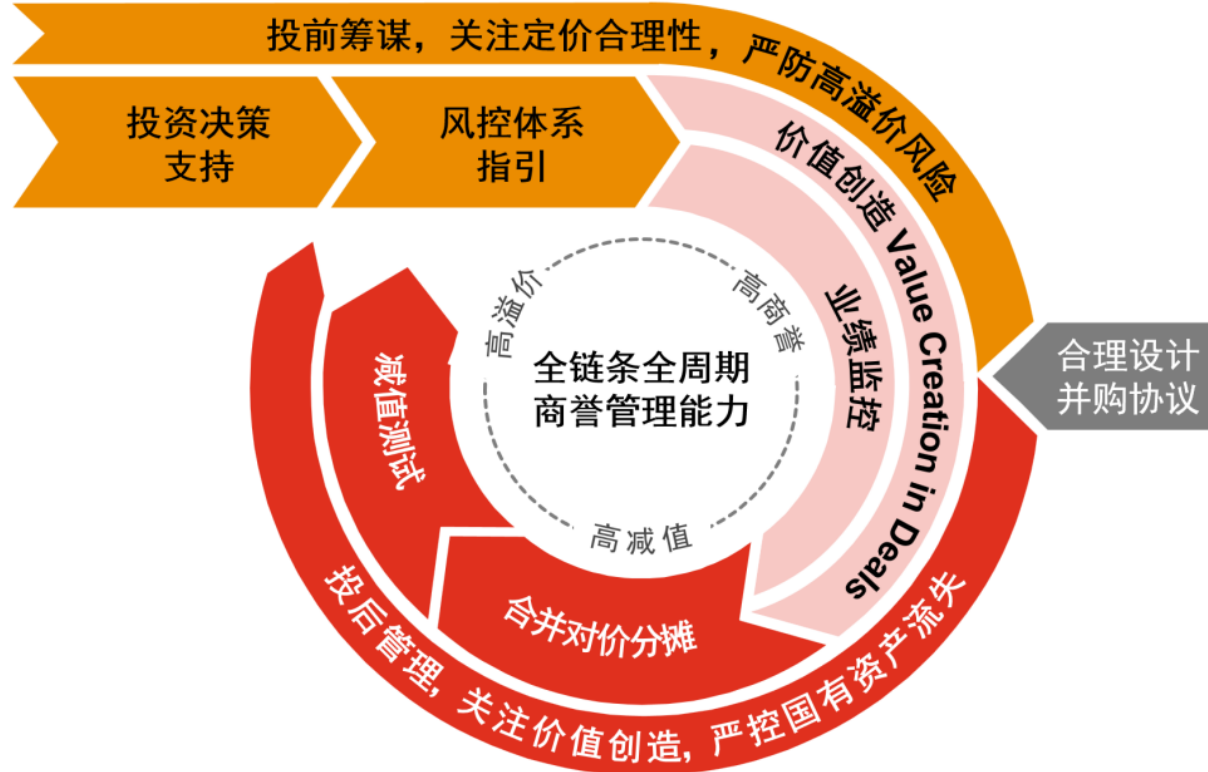 投前筹谋，关注定价合理性，严防高溢价风险
投资决策
支持
风控体系
指引
价值创造 Value Creation in Deals
业绩监控
高溢价
高商誉
全链条全周期
商誉管理能力
高减值
合理设计
并购协议
减值测试
合并对价分摊
投后管理，关注价值创造，严控国有资产流失